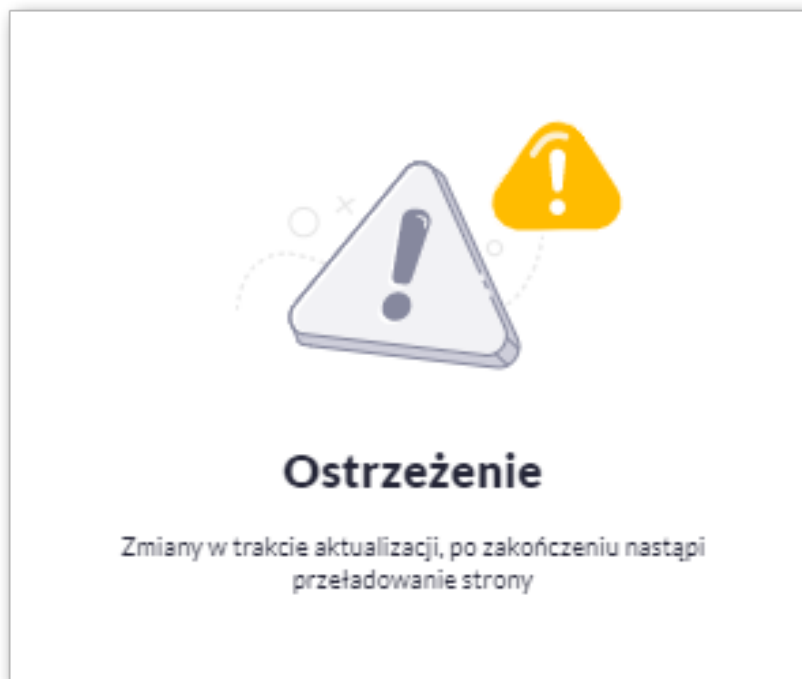 Ostrzeżenie
Zmiany w trakcie aktualizacji, po zakończeniu nastąpi
przeładowanie strony